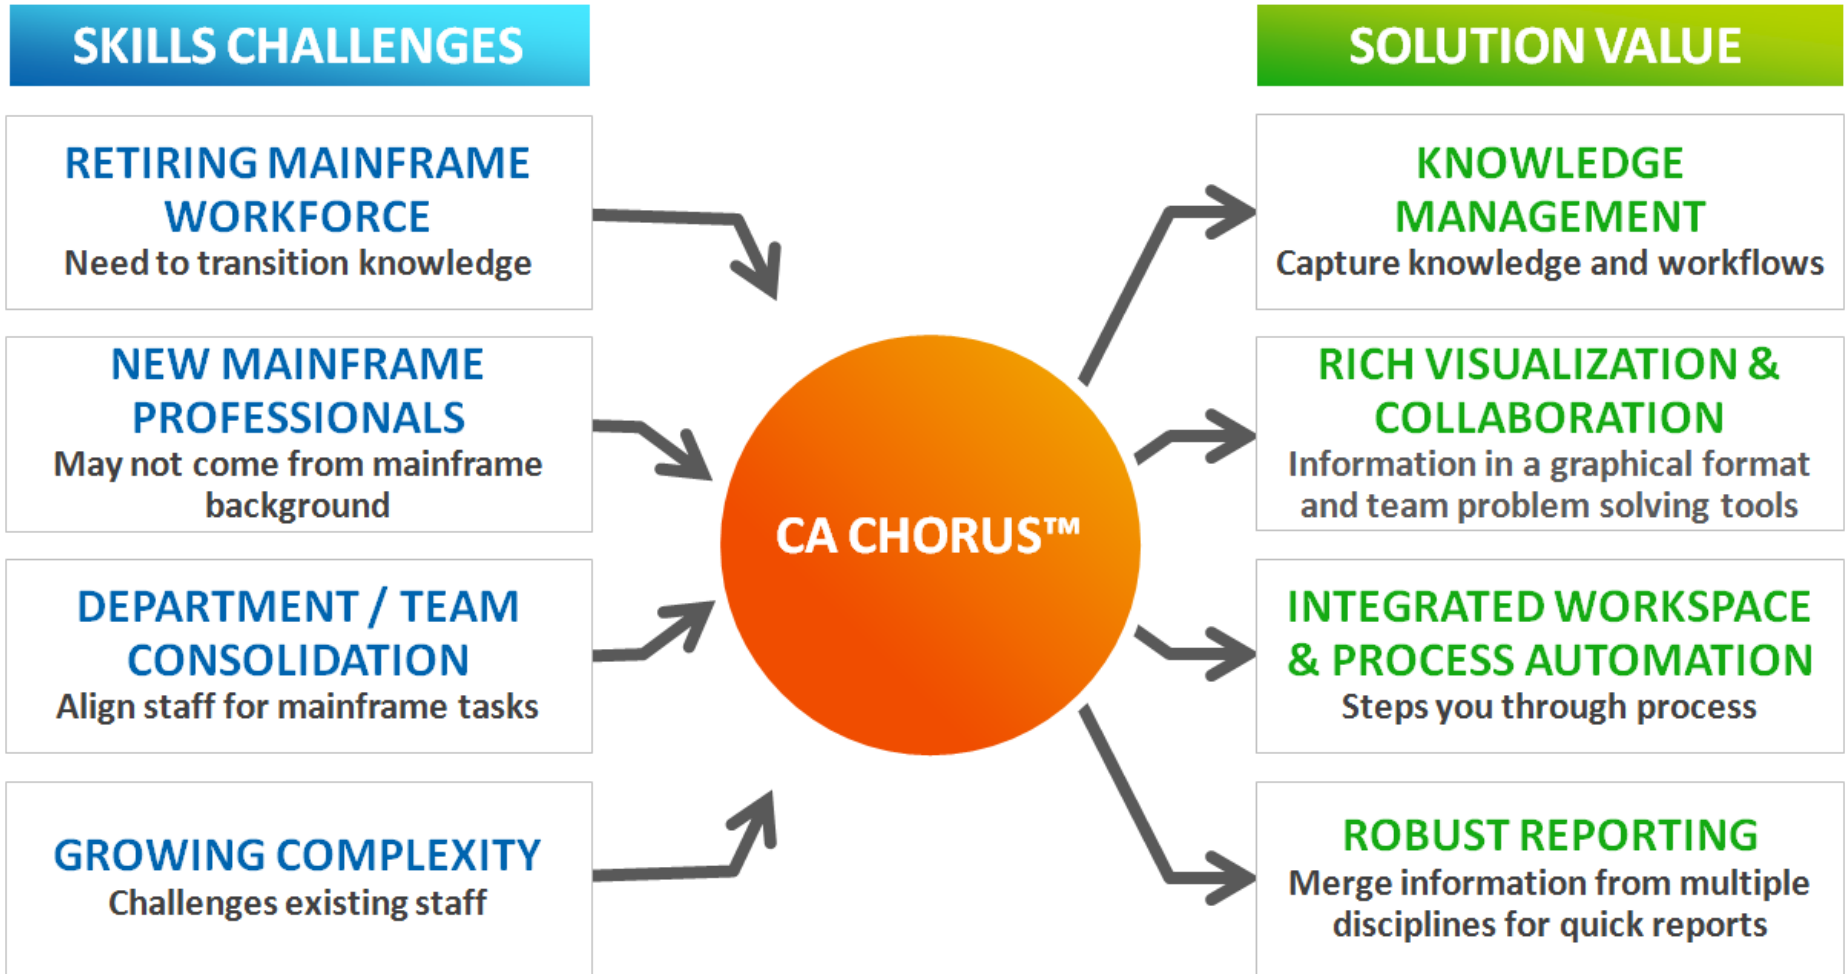 SKILLS CHALLENGES
RETIRING MAINFRAME
WORKFORCE
Need to transition knowledge
NEW MAINFRAME
PROFESSIONALS
May not come from mainframe
background
DEPARTMENT / TEAM
CONSOLIDATION
Align staff for mainframe tasks
GROWING COMPLEXITY
Challenges existing staff
CA CHORUS™
SOLUTION VALUE
KNOWLEDGE
MANAGEMENT
Capture knowledge and workflows
RICH VISUALIZATION &
COLLABORATION
Information in a graphical format
and team problem solving tools
INTEGRATED WORKSPACE
& PROCESS AUTOMATION
Steps you through process
ROBUST REPORTING
Merge information from multiple
disciplines for quick reports